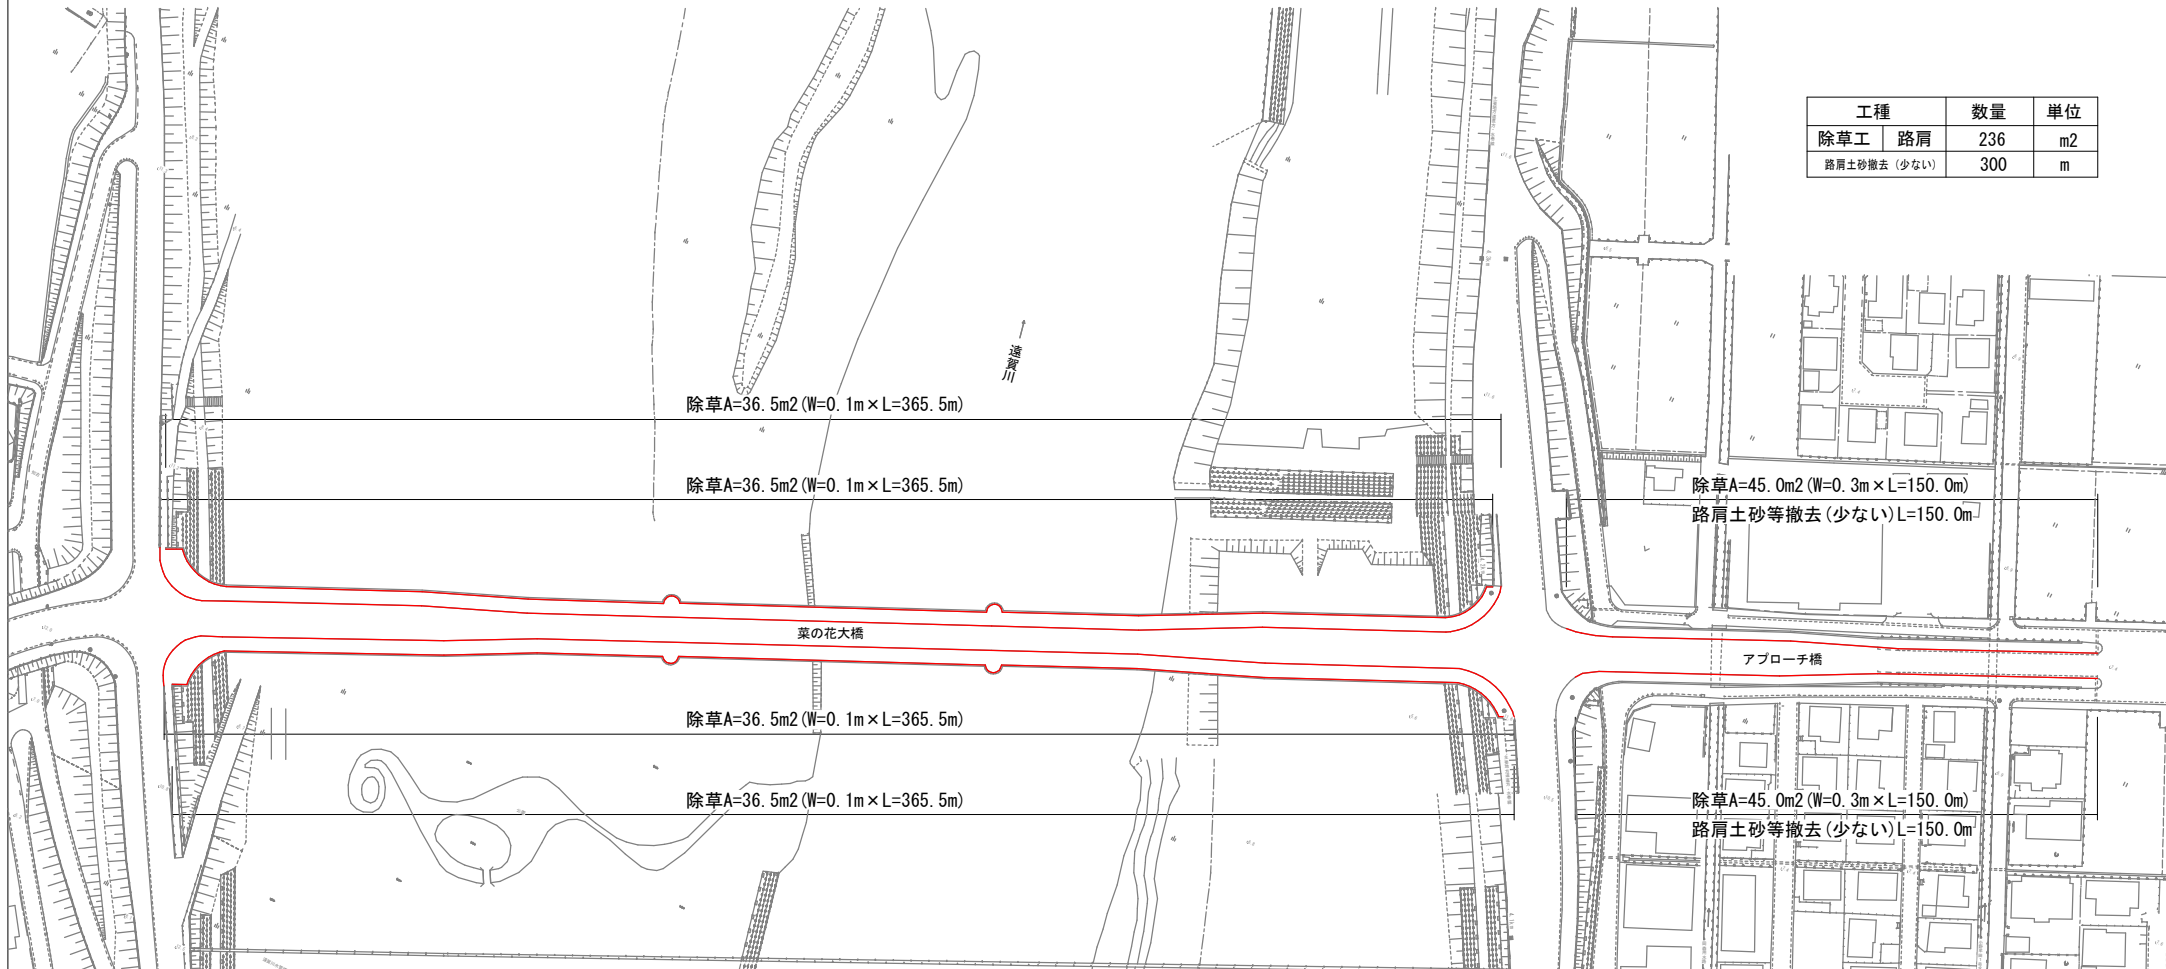 工種 数量 単位
除草工 路肩 236 m2
路肩土砂撤去（少ない） 300 m
遠賀川
除草A=36.5m2(W=0.1m×L=365.5m)
除草A=36.5m2(W=0.1m×L=365.5m)
除草A=45.0m2(W=0.3m×L=150.0m)
路肩土砂等撤去(少ない)L=150.0m
菜の花大橋
アプローチ橋
除草A=36.5m2(W=0.1m×L=365.5m)
除草A=36.5m2(W=0.1m×L=365.5m)
除草A=45.0m2(W=0.3m×L=150.0m)
路肩土砂等撤去(少ない)L=150.0m